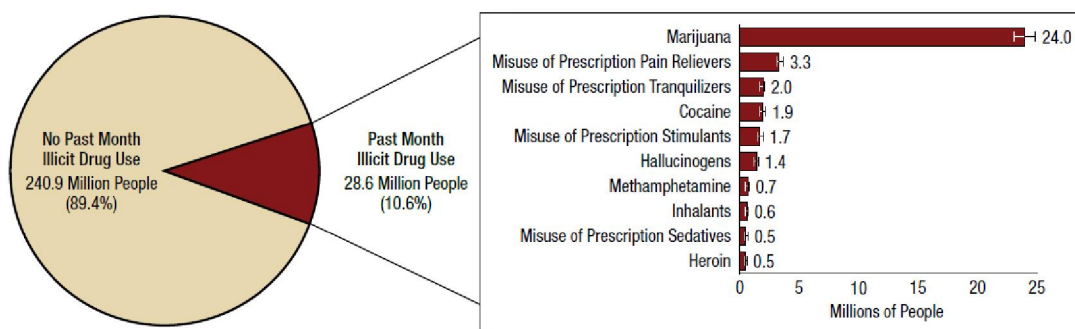 No Past Month
Illicit Drug Use
240.9 Million People
(89.4%)
Past Month
Illicit Drug Use
28.6 Million People
(10.6%)
Marijuana 24.0
Misuse of Prescription Pain Relievers 3.3
Misuse of Prescription Tranquilizers 2.0
Cocaine 1.9
Misuse of Prescription Stimulants 1.7
Hallucinogens 1.4
Methamphetamine 0.7
Inhalants 0.6
Misuse of Prescription Sedatives 0.5
Heroin 0.5
0 5 10 15 20 25
Millions of People